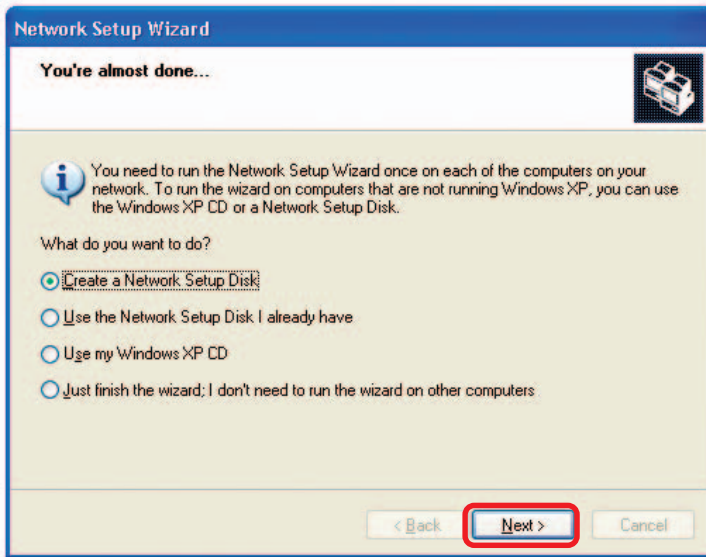 Network Setup Wizard
You're almost done...
You need to run the Network Setup Wizard once on each of the computers on your
network. To run the wizard on computers that are not running Windows XP, you can use
the Windows XP CD or a Network Setup Disk.
What do you want to do?
Create a Network Setup Disk
Use the Network Setup Disk I already have
Use my Windows XP CD
Just finish the wizard; I don't need to run the wizard on other computers
< Back
Next >
Cancel